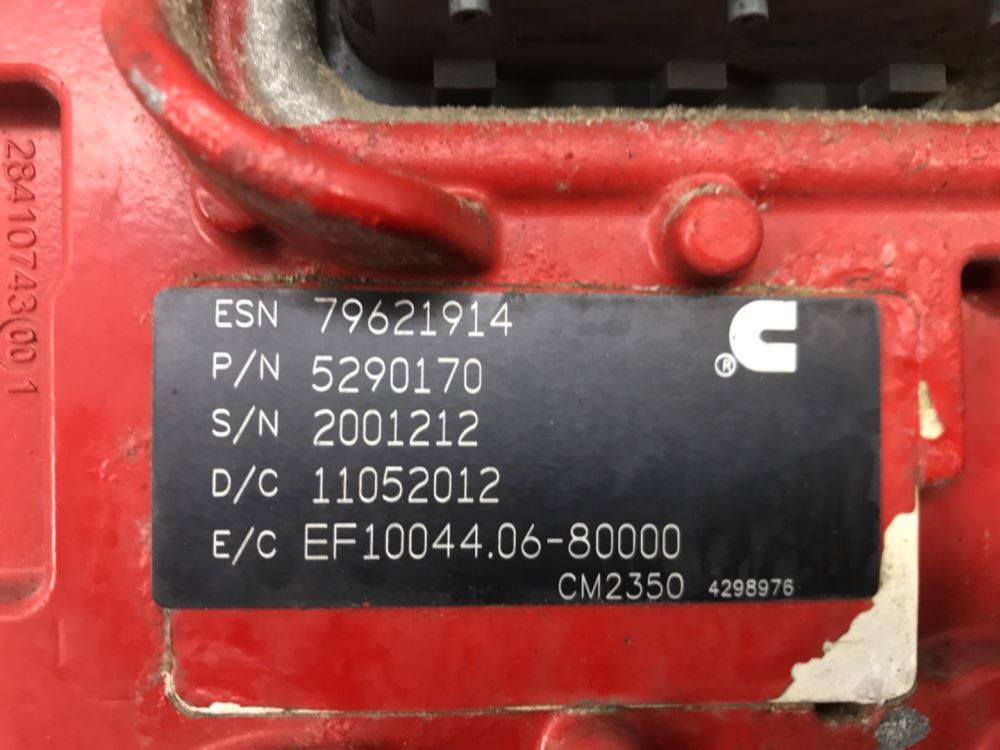 2841074300 1
ESN 79621914
®
P/N 5290170
S/N 2001212
D/C 11052012
E/C EF10044.06-80000
CM2350 4298976